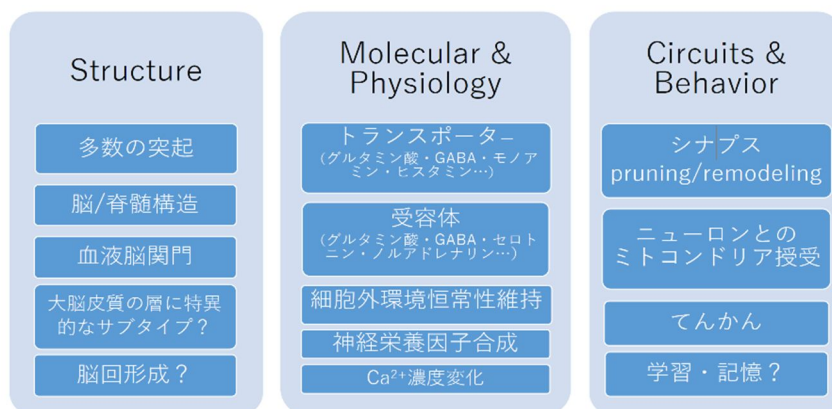 Structure
多数の突起
脳/脊髄構造
血液脳関門
大脳皮質の層に特異
的なサブタイプ？
脳回形成？
Molecular &
Physiology
トランスポーター
（グルタミン酸・GABA・モノア
ミン・ヒスタミン…）
受容体
（グルタミン酸・GABA・セロト
ニン・ノルアドレナリン…）
細胞外環境恒常性維持
神経栄養因子合成
Ca²⁺濃度変化
Circuits &
Behavior
シナプス
pruning/remodeling
ニューロンとの
ミトコンドリア授受
てんかん
学習・記憶？